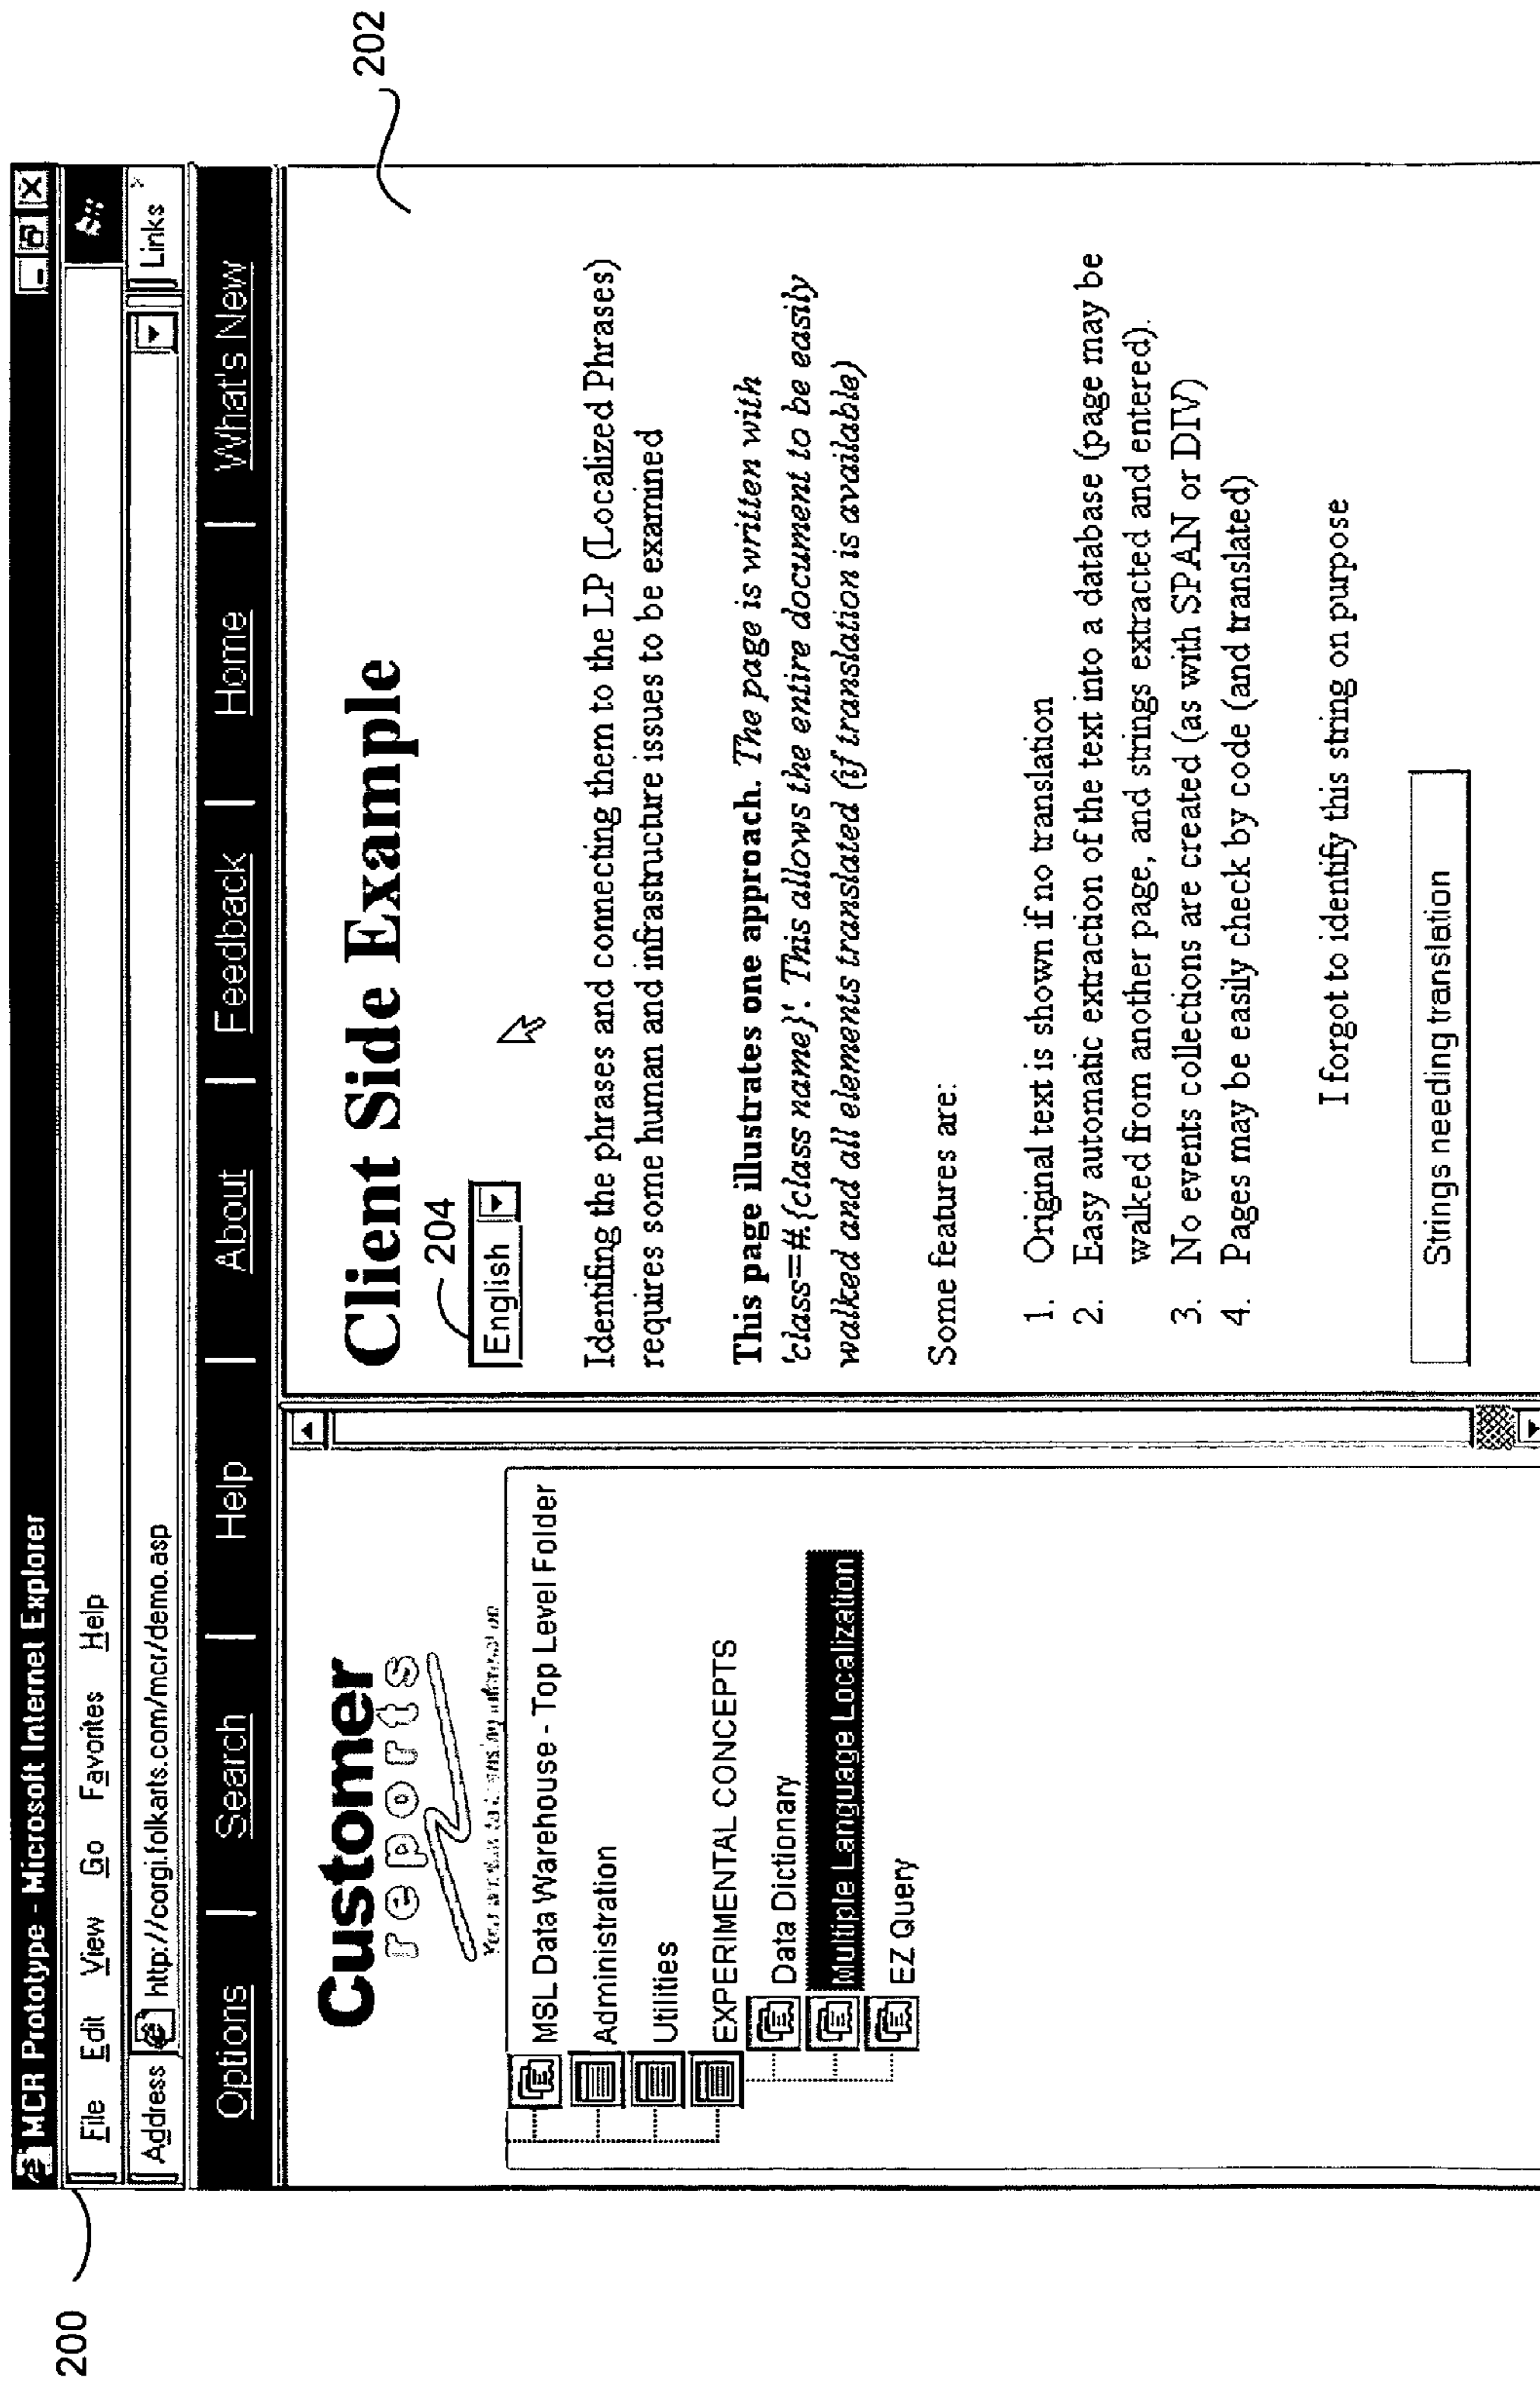 200
MCR Prototype - Microsoft Internet Explorer
File Edit View Go Favorites Help
Address http://corgi.folkarts.com/mcr/demo.asp Links
Options | Search | Help | About | Feedback | Home | What's New
Customer
reports
MSL Data Warehouse - Top Level Folder
Administration
Utilities
EXPERIMENTAL CONCEPTS
Data Dictionary
Multiple Language Localization
EZ Query
202
Client Side Example
204
English
Identifing the phrases and connecting them to the LP (Localized Phrases)
requires some human and infrastructure issues to be examined
This page illustrates one approach. The page is written with
'class=#.{class name}'. This allows the entire document to be easily
walked and all elements translated (if translation is available)
Some features are:
1. Original text is shown if no translation
2. Easy automatic extraction of the text into a database (page may be
walked from another page, and strings extracted and entered).
3. No events collections are created (as with SPAN or DIV)
4. Pages may be easily check by code (and translated)
I forgot to identify this string on purpose
Strings needing translation